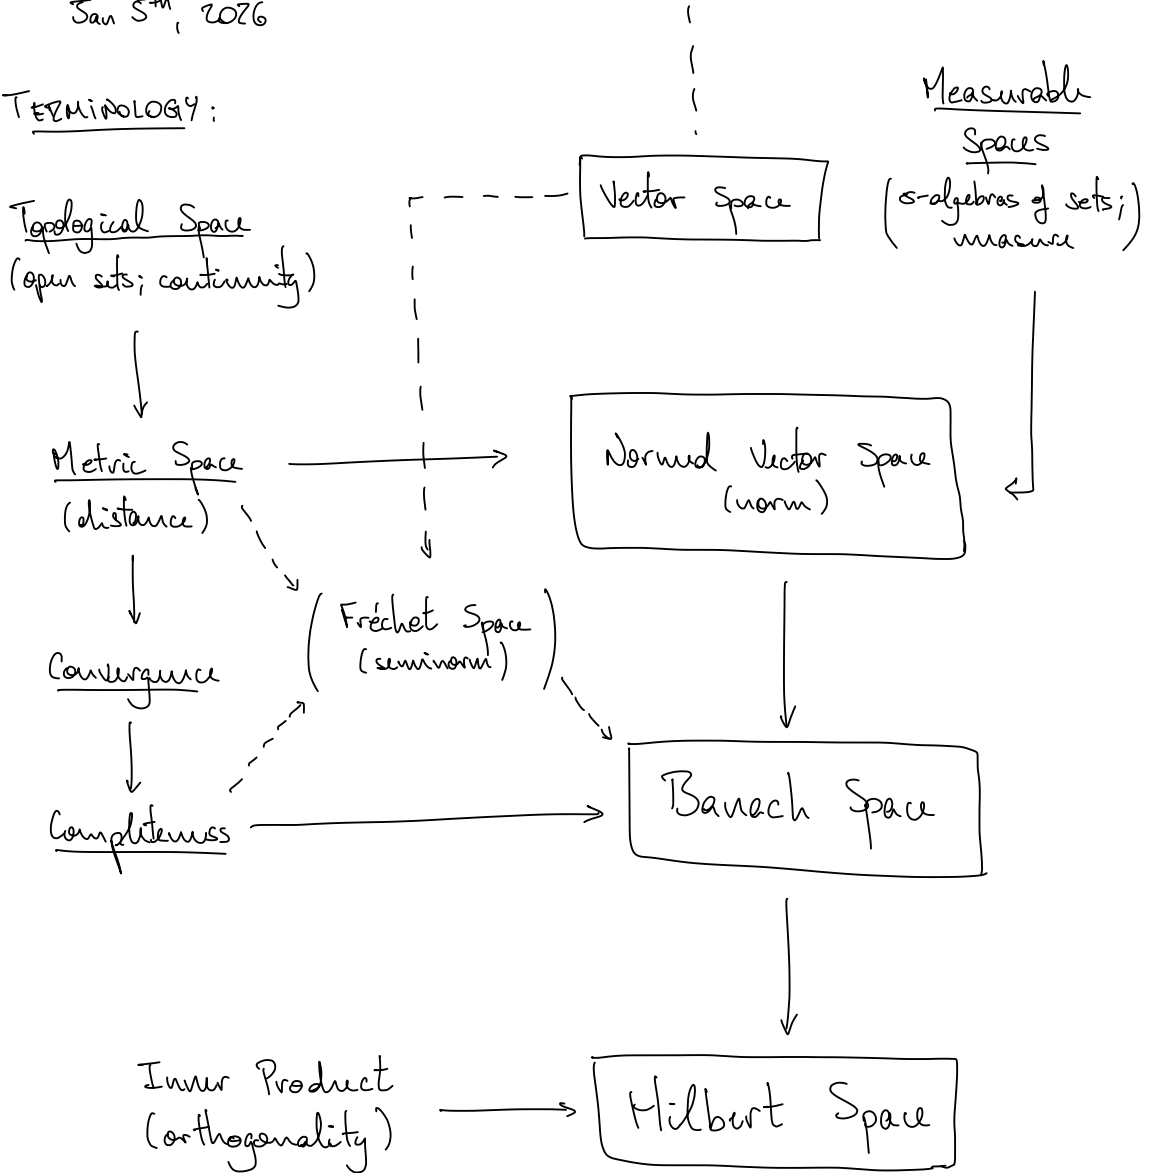 Jan 5th, 2026
TERMINOLOGY:
Measurable
Spaces
(σ-algebras of sets;
measure)
Vector Space
Topological Space
(open sets; continuity)
Metric Space
(distance)
Normed Vector Space
(norm)
Fréchet Space
(seminorm)
Convergence
Completeness
Banach Space
Inner Product
(orthogonality)
Hilbert Space